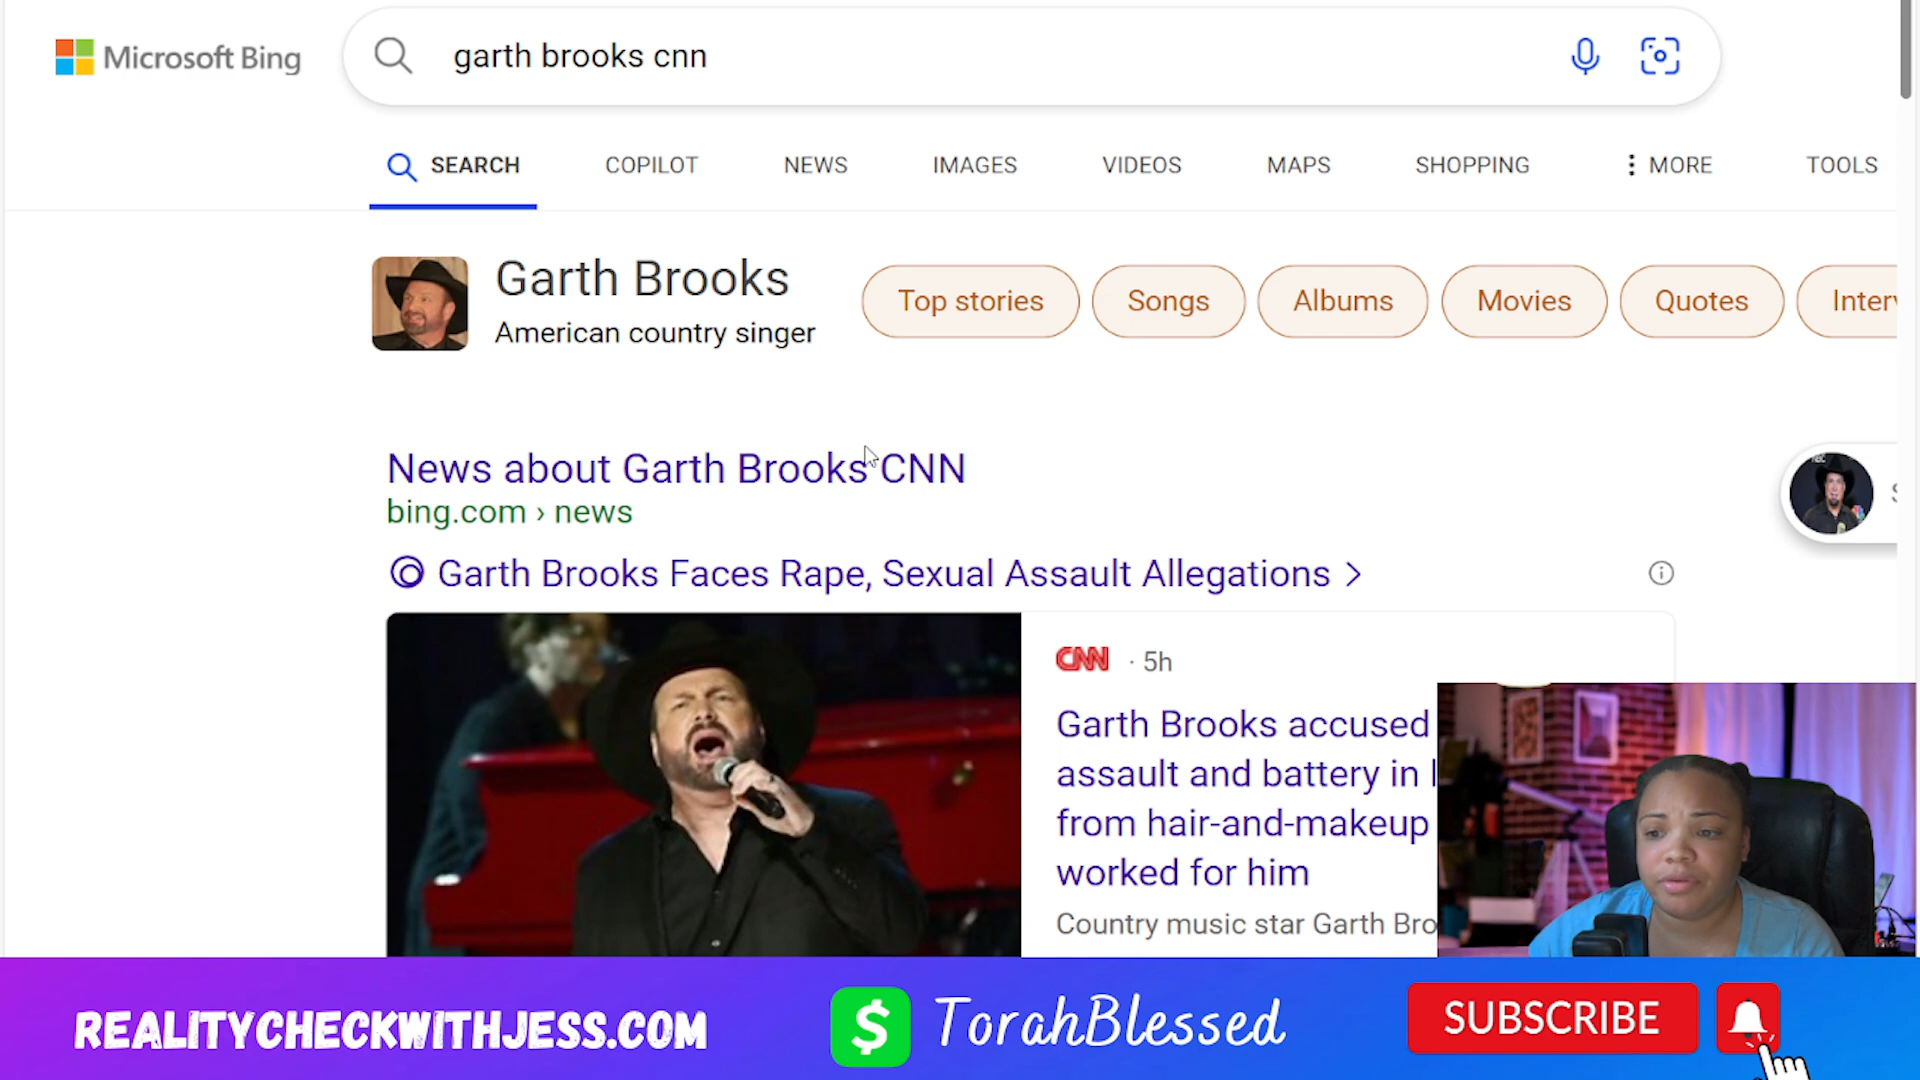 Microsoft Bing
garth brooks cnn
SEARCH
COPILOT
NEWS
IMAGES
VIDEOS
MAPS
SHOPPING
MORE
TOOLS
Garth Brooks
American country singer
Top stories
Songs
Albums
Movies
Quotes
Interv
News about Garth Brooks CNN
bing.com › news
Garth Brooks Faces Rape, Sexual Assault Allegations >
CNN · 5h
Garth Brooks accused
assault and battery in l
from hair-and-makeup
worked for him
Country music star Garth Bro
REALITYCHECKWITHJESS.COM
$ TorahBlessed
SUBSCRIBE